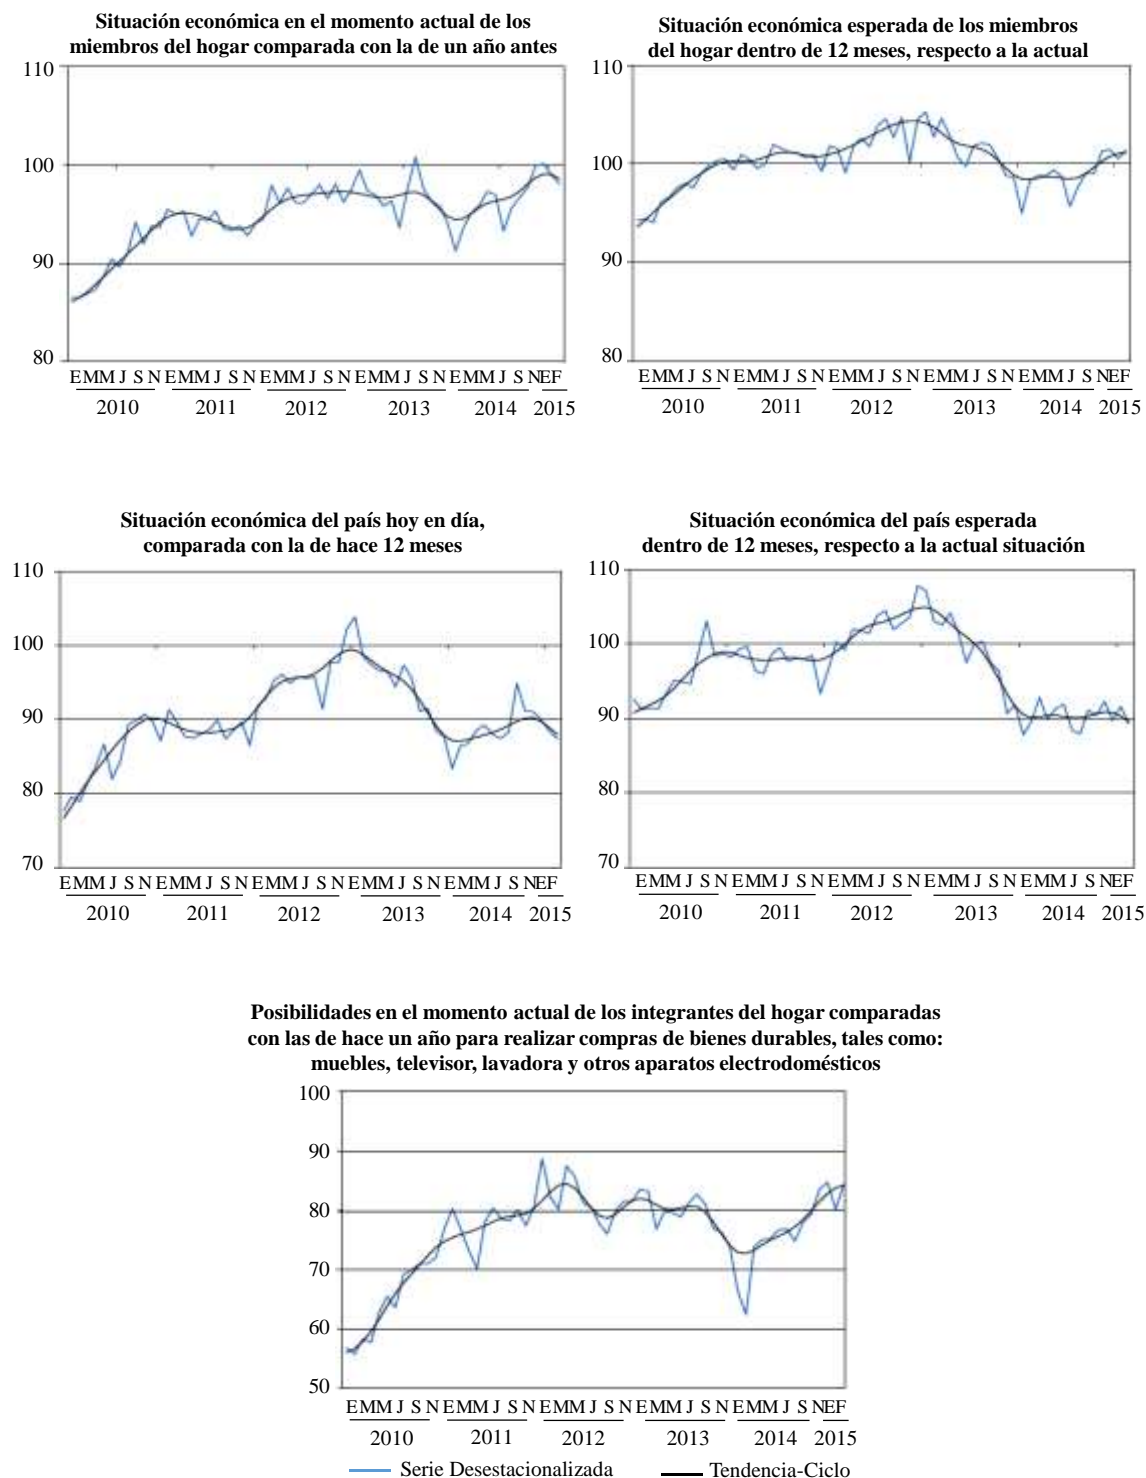 Situación económica en el momento actual de los
miembros del hogar comparada con la de un año antes
110
100
90
80
EMMJ S N EMMJ S N EMMJ S N EMMJ S N EMMJ S NEF
2010 2011 2012 2013 2014 2015
Situación económica esperada de los miembros
del hogar dentro de 12 meses, respecto a la actual
110
100
90
80
EMMJ S N EMMJ S N EMMJ S N EMMJ S N EMMJ S NEF
2010 2011 2012 2013 2014 2015
Situación económica del país hoy en día,
comparada con la de hace 12 meses
110
100
90
80
70
EMMJ S N EMMJ S N EMMJ S N EMMJ S N EMMJ S N EF
2010 2011 2012 2013 2014 2015
Situación económica del país esperada
dentro de 12 meses, respecto a la actual situación
110
100
90
80
70
EMMJ S N EMMJ S N EMMJ S N EMMJ S N EMMJ S N EF
2010 2011 2012 2013 2014 2015
Posibilidades en el momento actual de los integrantes del hogar comparadas
con las de hace un año para realizar compras de bienes durables, tales como:
muebles, televisor, lavadora y otros aparatos electrodomésticos
100
90
80
70
60
50
EMMJ S N EMMJ S N EMMJ S N EMMJ S N EMMJ S NEF
2010 2011 2012 2013 2014 2015
Serie Desestacionalizada Tendencia-Ciclo